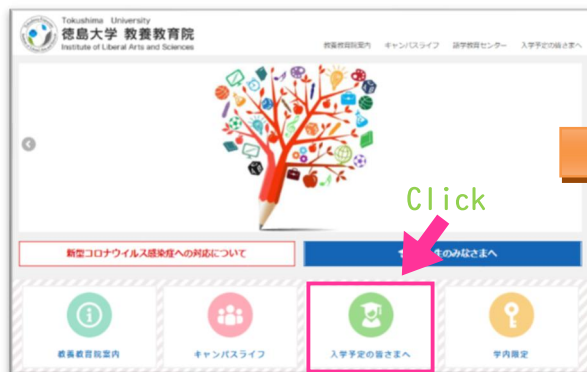 Tokushima University
徳島大学 教養教育院
Institute of Liberal Arts and Sciences
教養教育院案内 キャンパスライフ 語学教育センター 入学予定の皆さまへ
Click
新型コロナウイルス感染症への対応について
生のみなさまへ
教養教育院案内
キャンパスライフ
入学予定の皆さまへ
学内限定